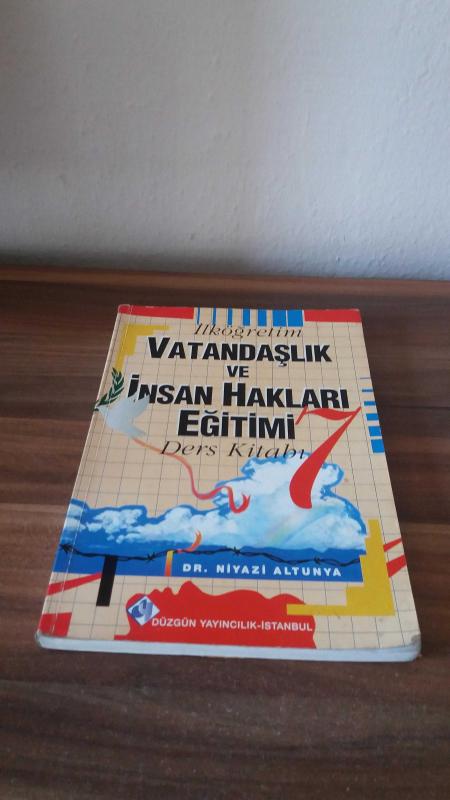 İlköğretim
VATANDAŞLIK
VE
İNSAN HAKLARI
EĞİTİMİ
7
Ders Kitabı
DR. NİYAZİ ALTUNYA
DÜZGÜN YAYINCILIK-İSTANBUL